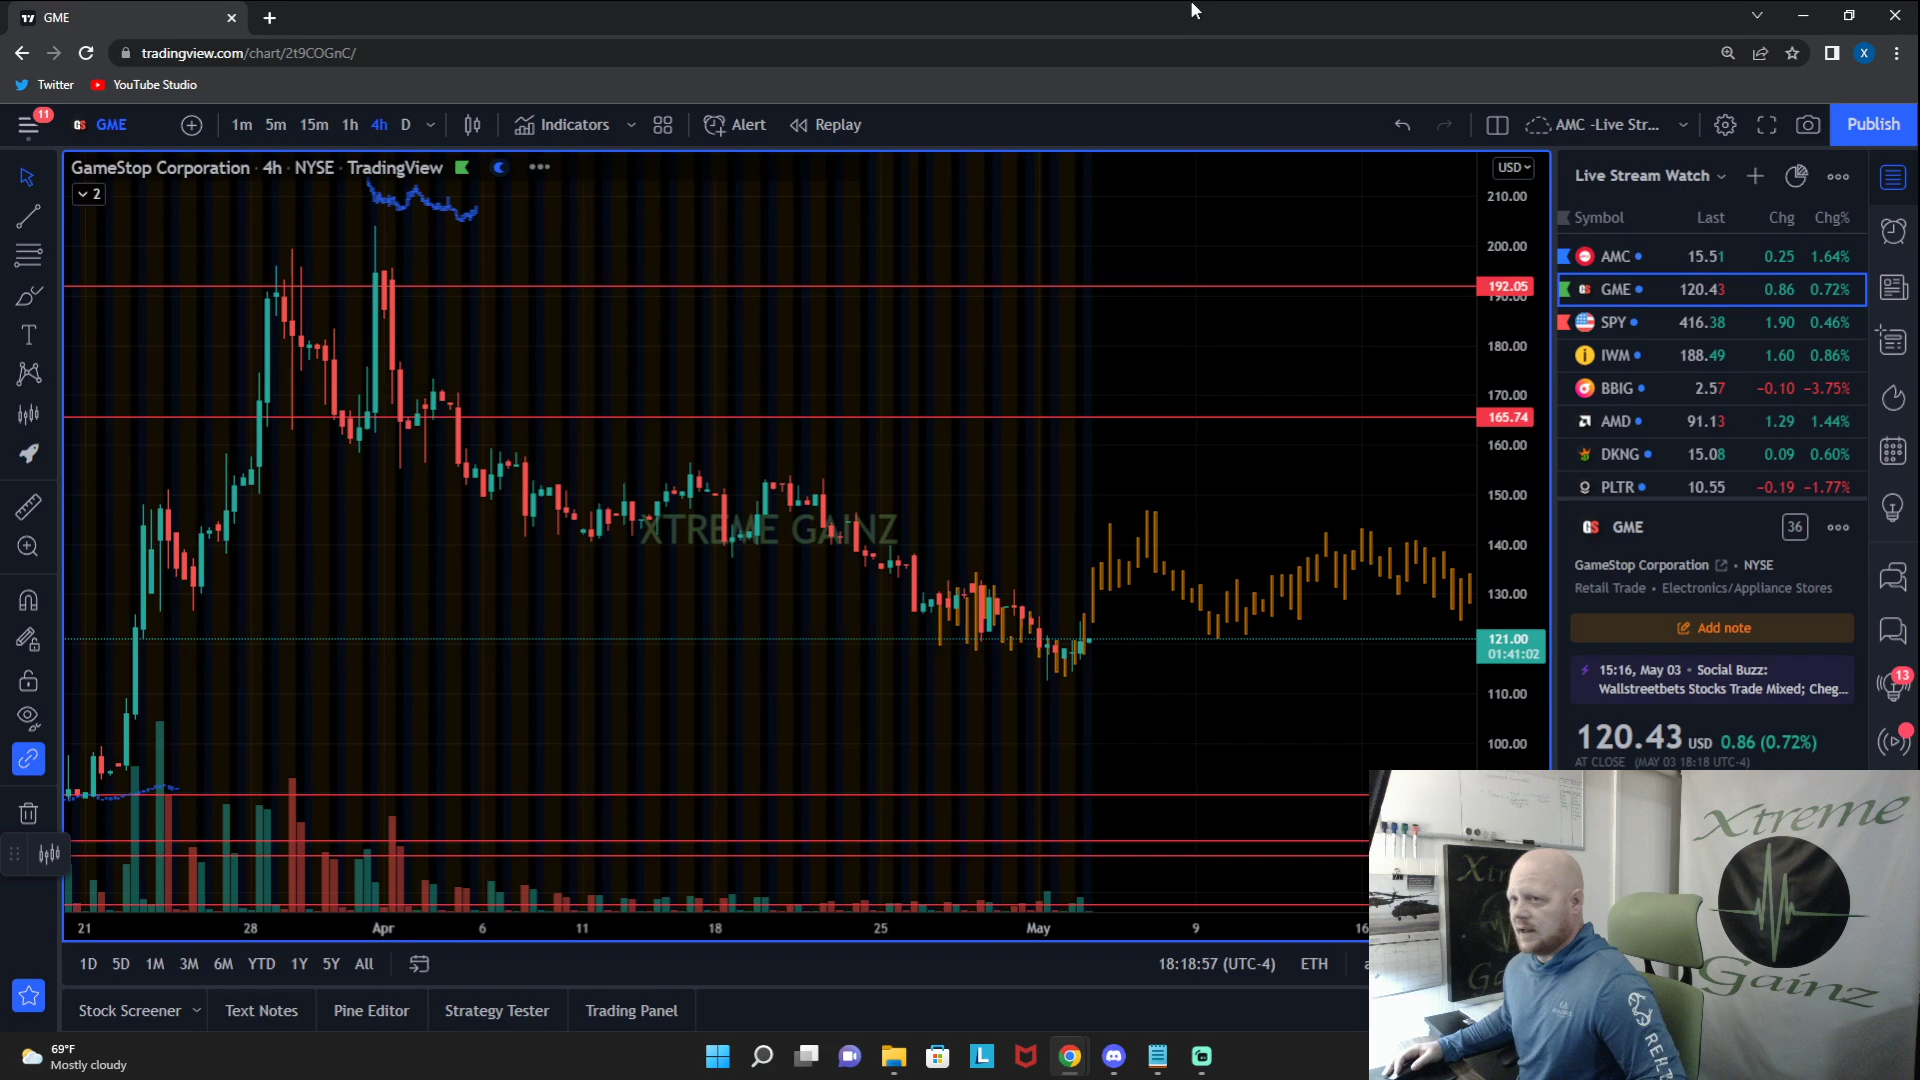 GME
tradingview.com/chart/2t9COGnC/
X
Twitter
YouTube Studio
11
GS GME
1m 5m 15m 1h 4h D
Indicators
Alert
Replay
AMC -Live Str...
Publish
GameStop Corporation · 4h · NYSE · TradingView
2
USD
210.00
200.00
192.05
190.00
180.00
170.00
165.74
160.00
150.00
140.00
130.00
121.00
01:41:02
110.00
100.00
XTREME GAINZ
21 28 Apr 6 11 18 25 May 9 16
Live Stream Watch
Symbol Last Chg Chg%
AMC 15.51 0.25 1.64%
GME 120.43 0.86 0.72%
SPY 416.38 1.90 0.46%
IWM 188.49 1.60 0.86%
BBIG 2.57 -0.10 -3.75%
AMD 91.13 1.29 1.44%
DKNG 15.08 0.09 0.60%
PLTR 10.55 -0.19 -1.77%
GS GME 36
GameStop Corporation • NYSE
Retail Trade • Electronics/Appliance Stores
Add note
15:16, May 03 • Social Buzz:
Wallstreetbets Stocks Trade Mixed; Cheg...
13
120.43 USD 0.86 (0.72%)
AT CLOSE (MAY 03 18:18 UTC-4)
1D 5D 1M 3M 6M YTD 1Y 5Y All
18:18:57 (UTC-4) ETH
Stock Screener Text Notes Pine Editor Strategy Tester Trading Panel
69°F
Mostly cloudy
L
Xtreme
Gainz